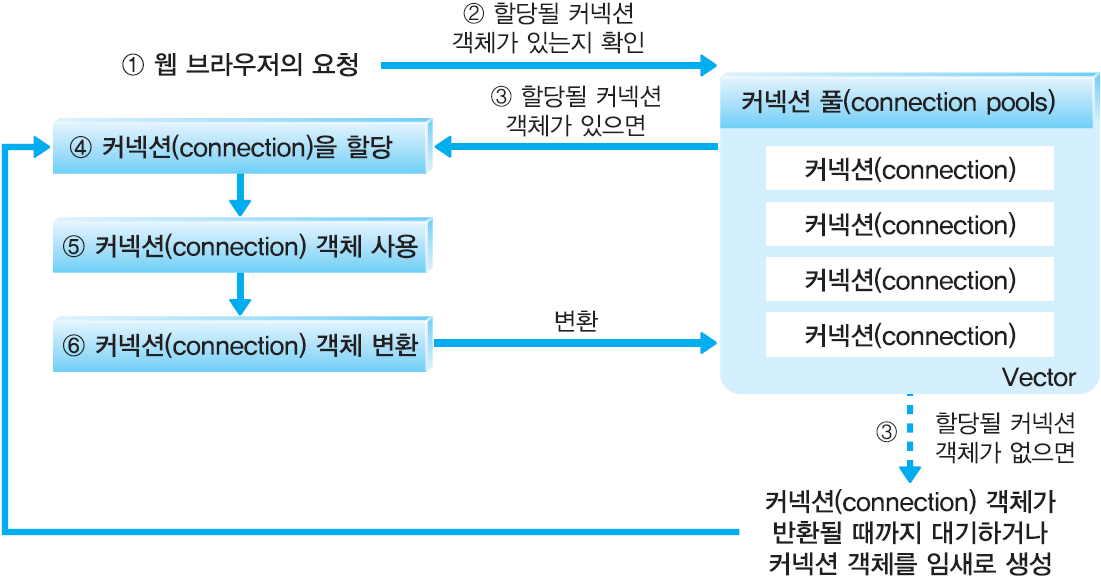 ② 할당될 커넥션
객체가 있는지 확인
① 웹 브라우저의 요청
③ 할당될 커넥션
객체가 있으면
커넥션 풀(connection pools)
④ 커넥션(connection)을 할당
커넥션(connection)
커넥션(connection)
⑤ 커넥션(connection) 객체 사용
커넥션(connection)
커넥션(connection)
변환
⑥ 커넥션(connection) 객체 변환
Vector
③
할당될 커넥션
객체가 없으면
커넥션(connection) 객체가
반환될 때까지 대기하거나
커넥션 객체를 임새로 생성